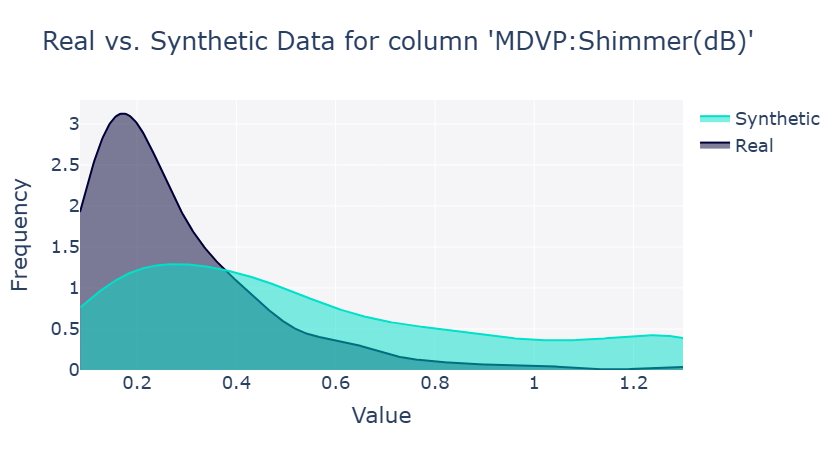 Real vs. Synthetic Data for column 'MDVP:Shimmer(dB)'
Synthetic
Real
Frequency
3
2.5
2
1.5
1
0.5
0
0.2
0.4
0.6
0.8
1
1.2
Value